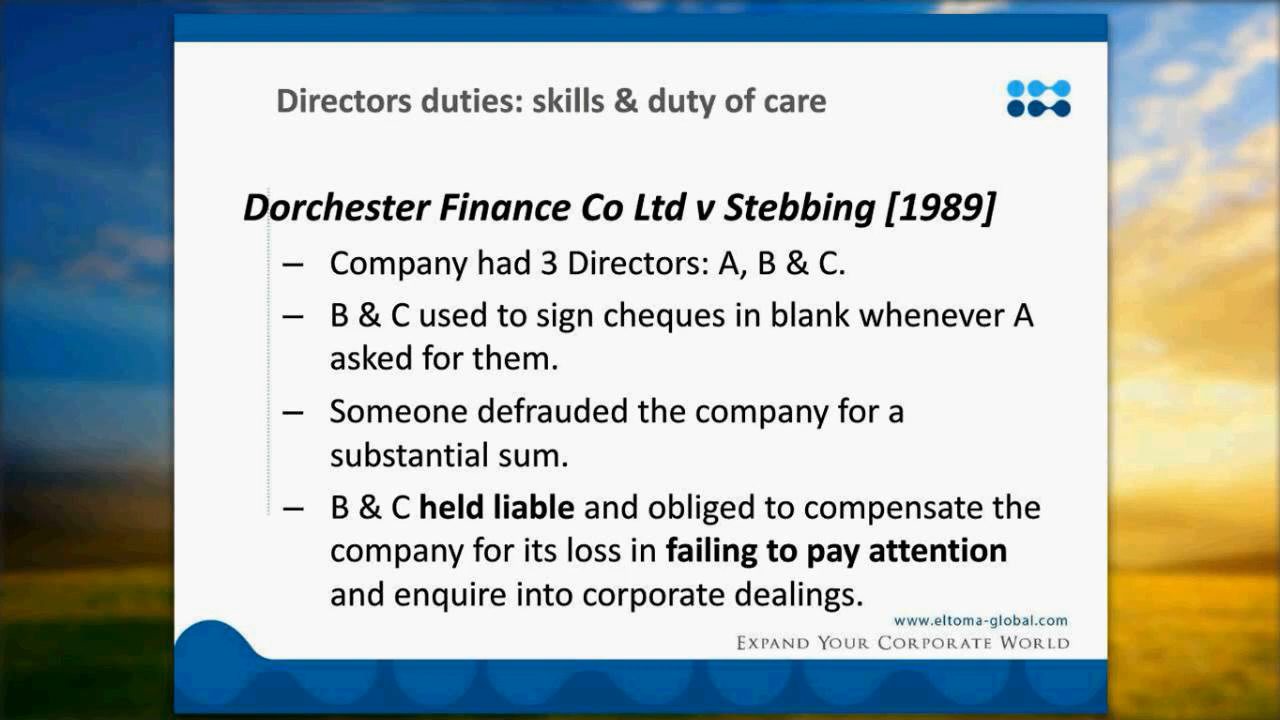 Directors duties: skills & duty of care
Dorchester Finance Co Ltd v Stebbing [1989]
– Company had 3 Directors: A, B & C.
– B & C used to sign cheques in blank whenever A
asked for them.
– Someone defrauded the company for a
substantial sum.
– B & C held liable and obliged to compensate the
company for its loss in failing to pay attention
and enquire into corporate dealings.
www.eltoma-global.com
Expand Your Corporate World